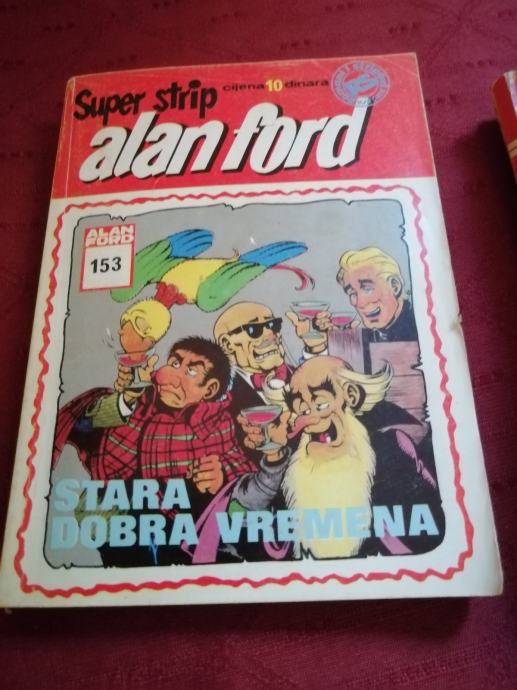 Super strip
cijena 10 dinara
alan ford
ALAN
FORD
153
STARA
DOBRA VREMENA